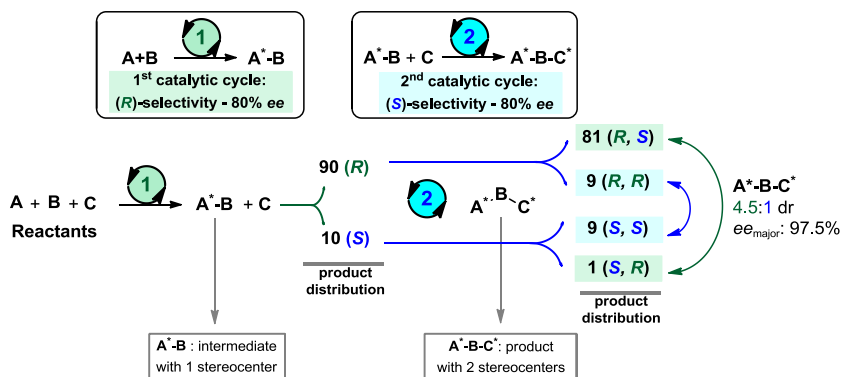 1
A+B
A*-B
1st catalytic cycle:
(R)-selectivity - 80% ee
2
A*-B + C
A*-B-C*
2nd catalytic cycle:
(S)-selectivity - 80% ee
A + B + C
Reactants
1
A*-B + C
90 (R)
10 (S)
product
distribution
2
A*-B-C*
81 (R, S)
9 (R, R)
9 (S, S)
1 (S, R)
product
distribution
A*-B-C*
4.5:1 dr
ee major: 97.5%
A*-B : intermediate
with 1 stereocenter
A*-B-C*: product
with 2 stereocenters